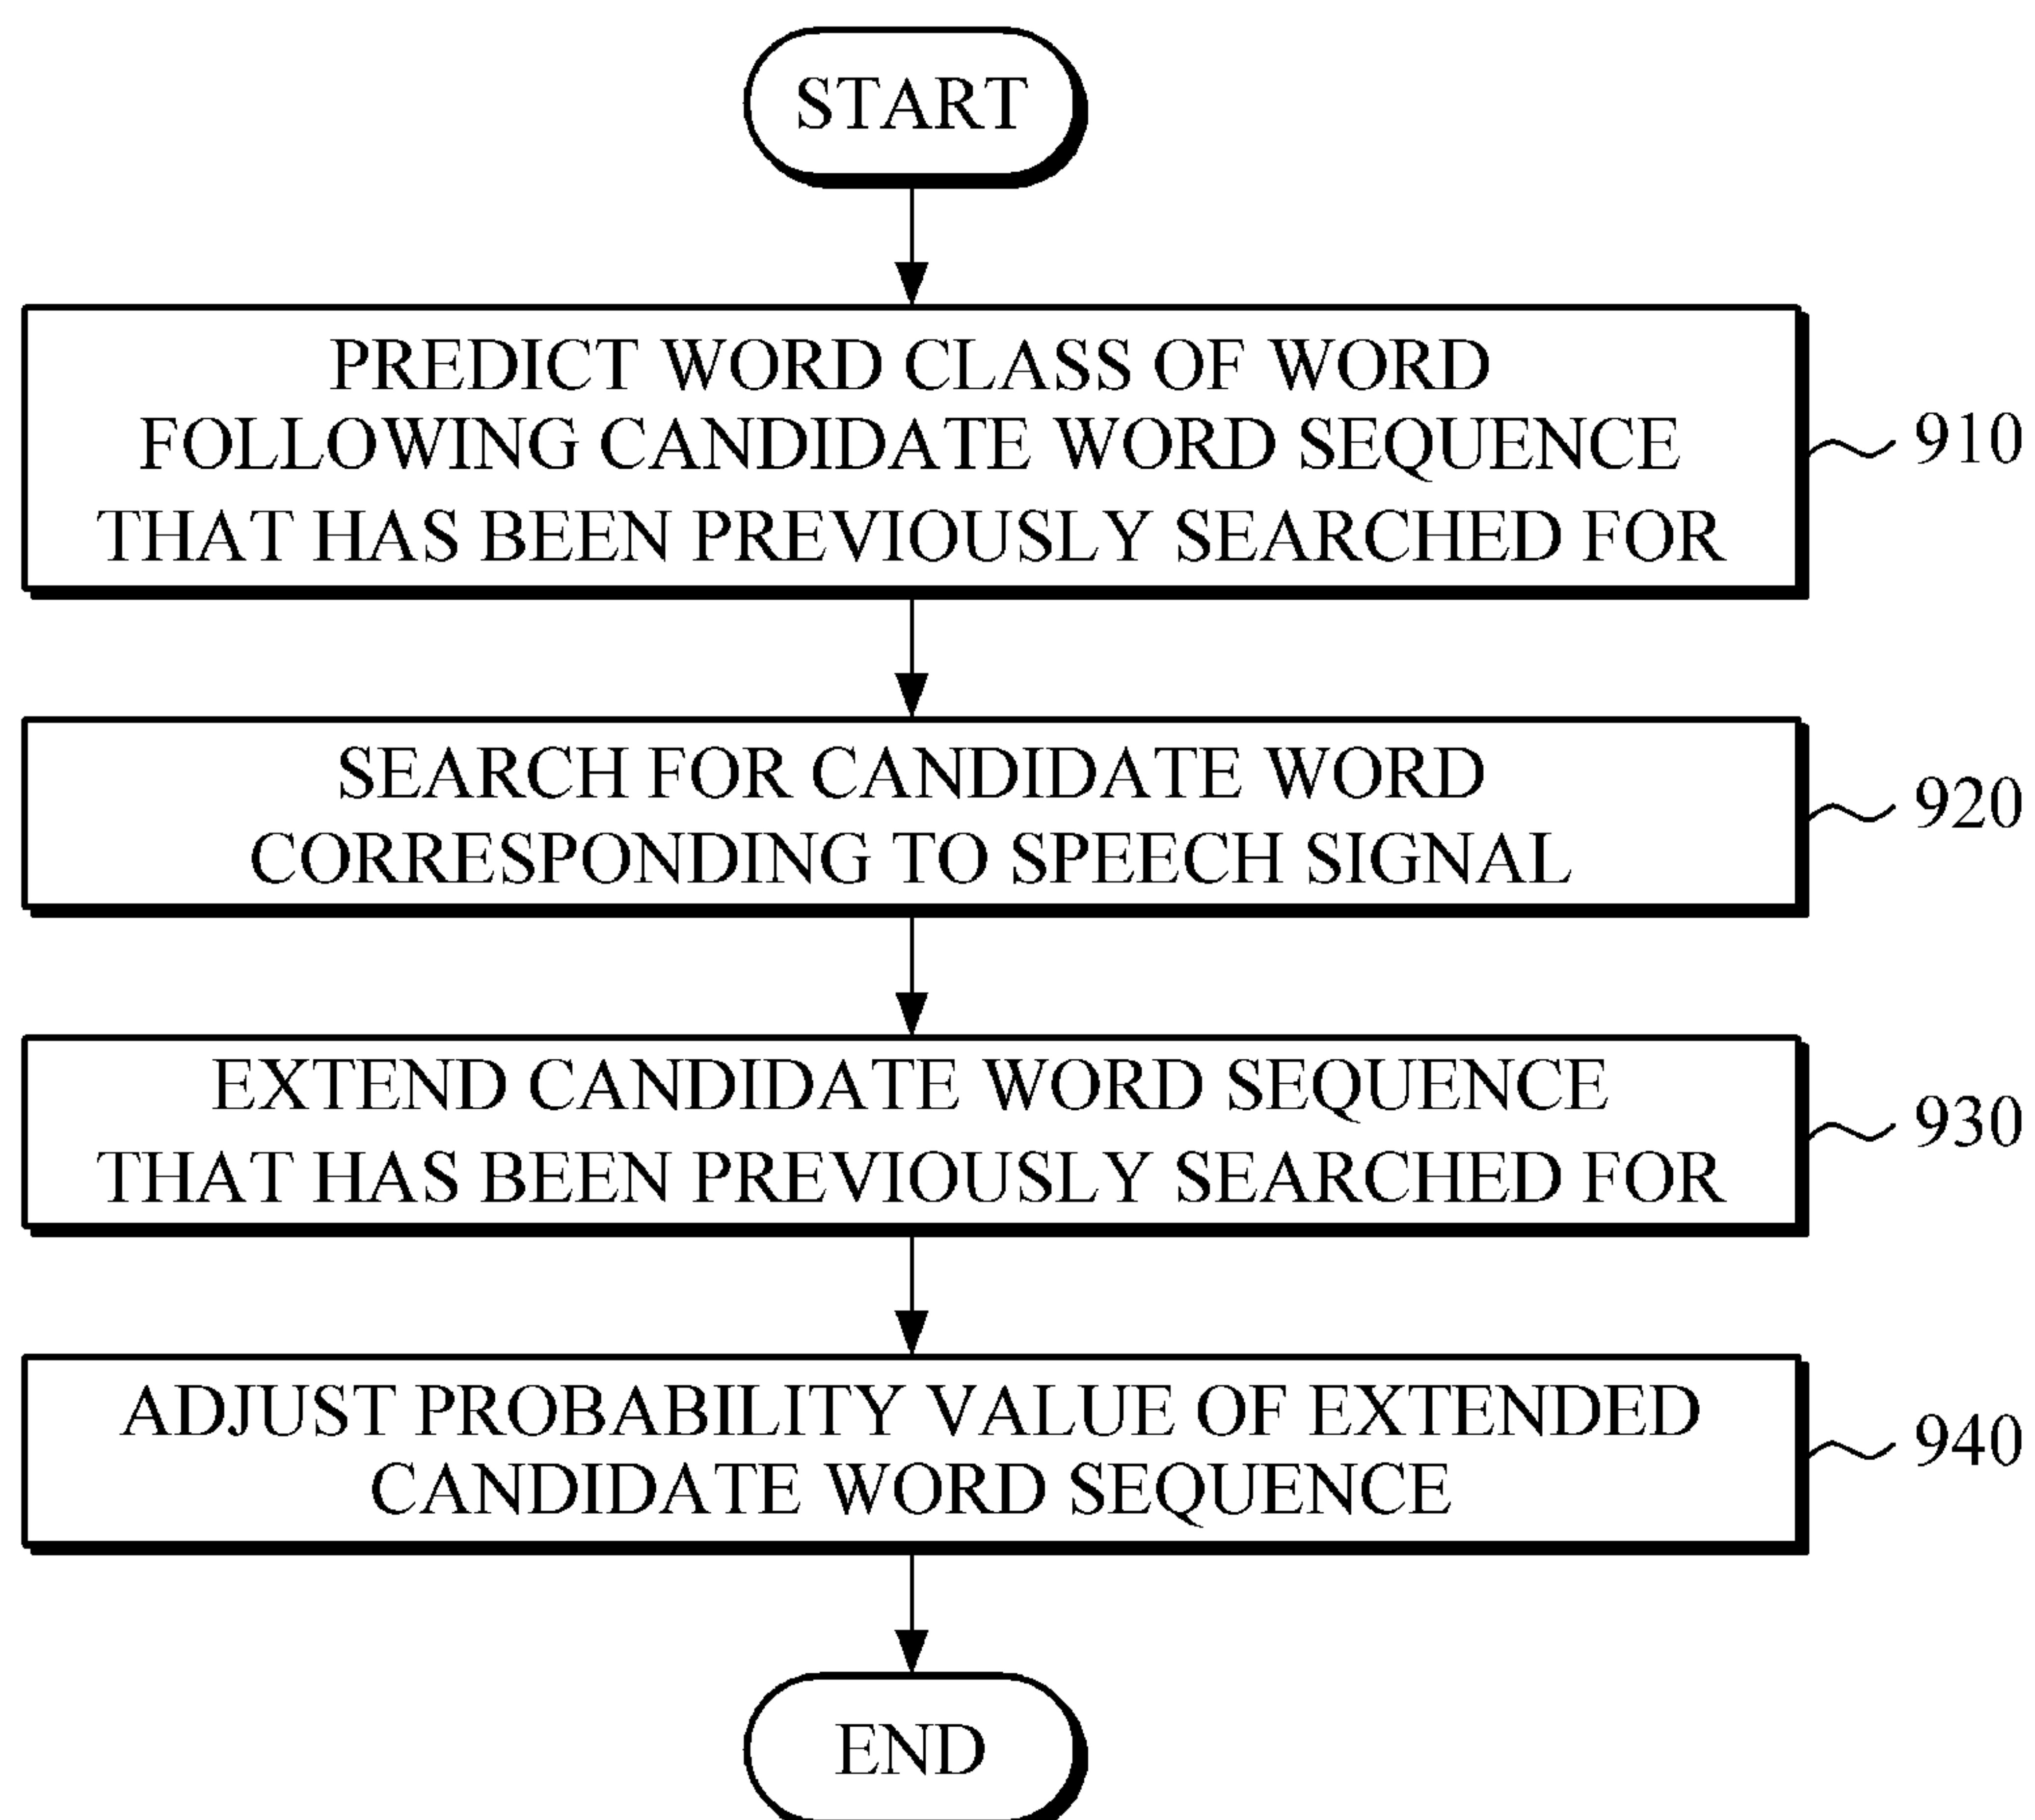 START
PREDICT WORD CLASS OF WORD
FOLLOWING CANDIDATE WORD SEQUENCE
THAT HAS BEEN PREVIOUSLY SEARCHED FOR
910
SEARCH FOR CANDIDATE WORD
CORRESPONDING TO SPEECH SIGNAL
920
EXTEND CANDIDATE WORD SEQUENCE
THAT HAS BEEN PREVIOUSLY SEARCHED FOR
930
ADJUST PROBABILITY VALUE OF EXTENDED
CANDIDATE WORD SEQUENCE
940
END